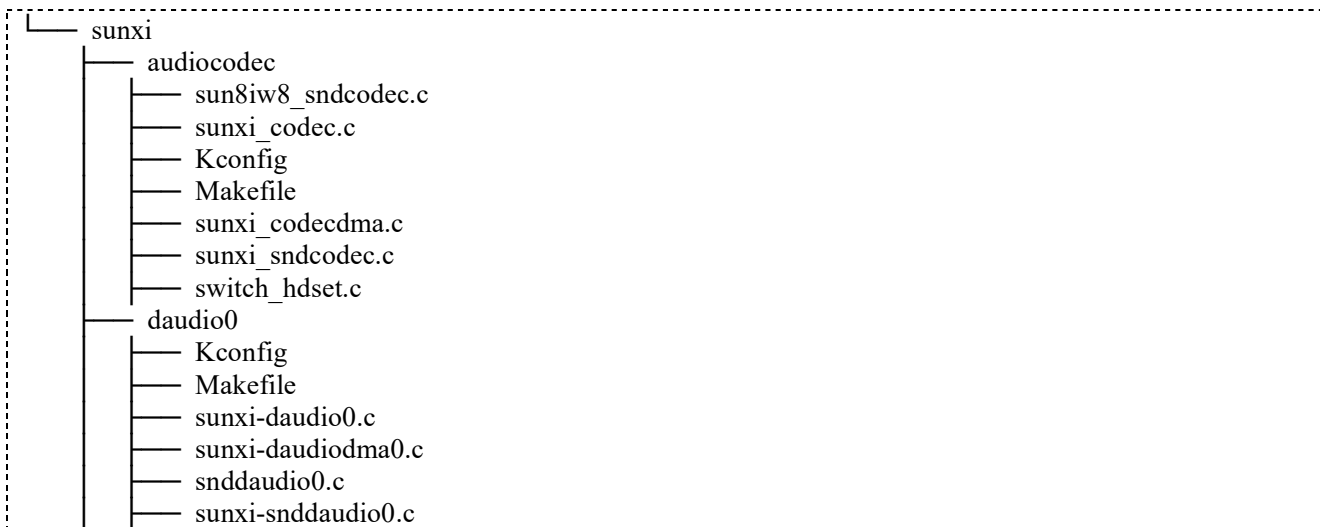 sunxi
audiocodec
sun8iw8_sndcodec.c
sunxi_codec.c
Kconfig
Makefile
sunxi_codecdma.c
sunxi_sndcodec.c
switch_hdset.c
daudio0
Kconfig
Makefile
sunxi-daudio0.c
sunxi-daudiodma0.c
snddaudio0.c
sunxi-snddaudio0.c